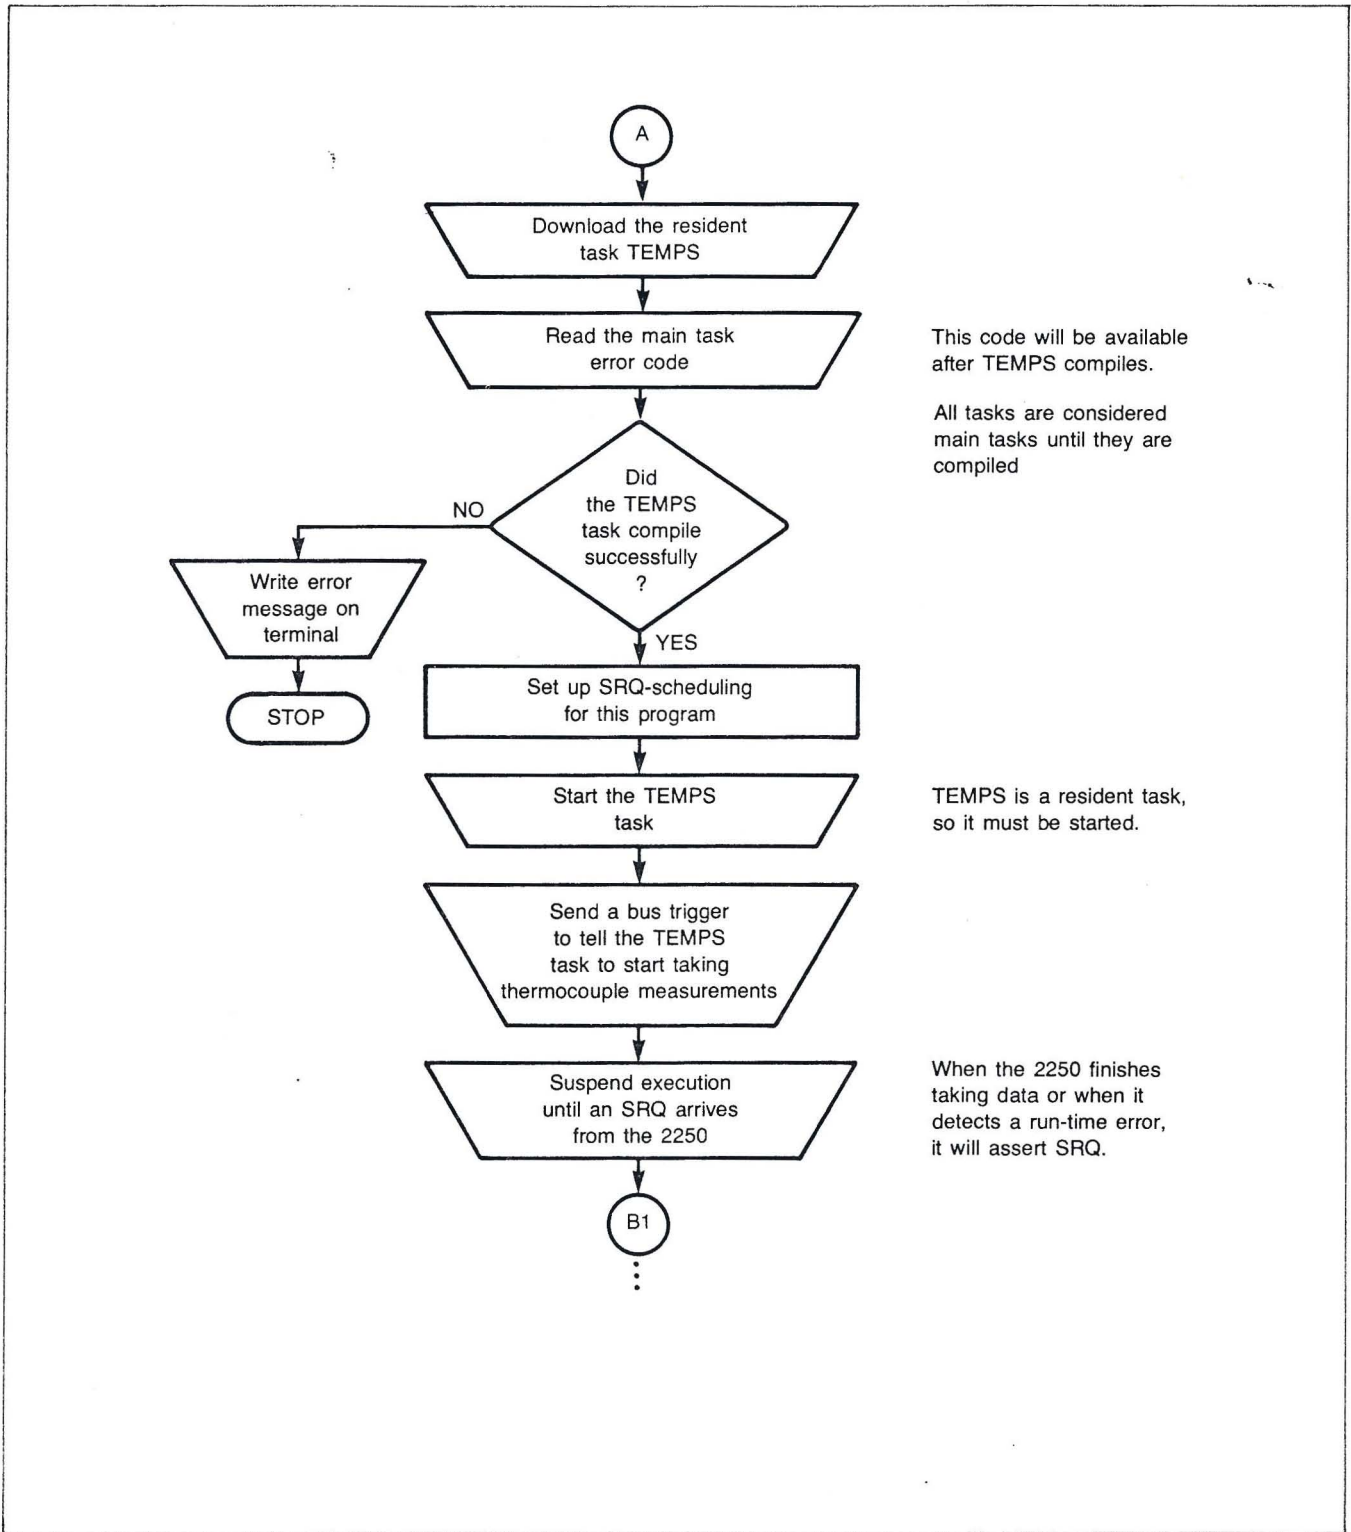 A
Download the resident
task TEMPS
Read the main task
error code
This code will be available
after TEMPS compiles.
All tasks are considered
main tasks until they are
compiled
Did
the TEMPS
task compile
successfully
?
NO
Write error
message on
terminal
STOP
YES
Set up SRQ-scheduling
for this program
Start the TEMPS
task
TEMPS is a resident task,
so it must be started.
Send a bus trigger
to tell the TEMPS
task to start taking
thermocouple measurements
Suspend execution
until an SRQ arrives
from the 2250
When the 2250 finishes
taking data or when it
detects a run-time error,
it will assert SRQ.
B1